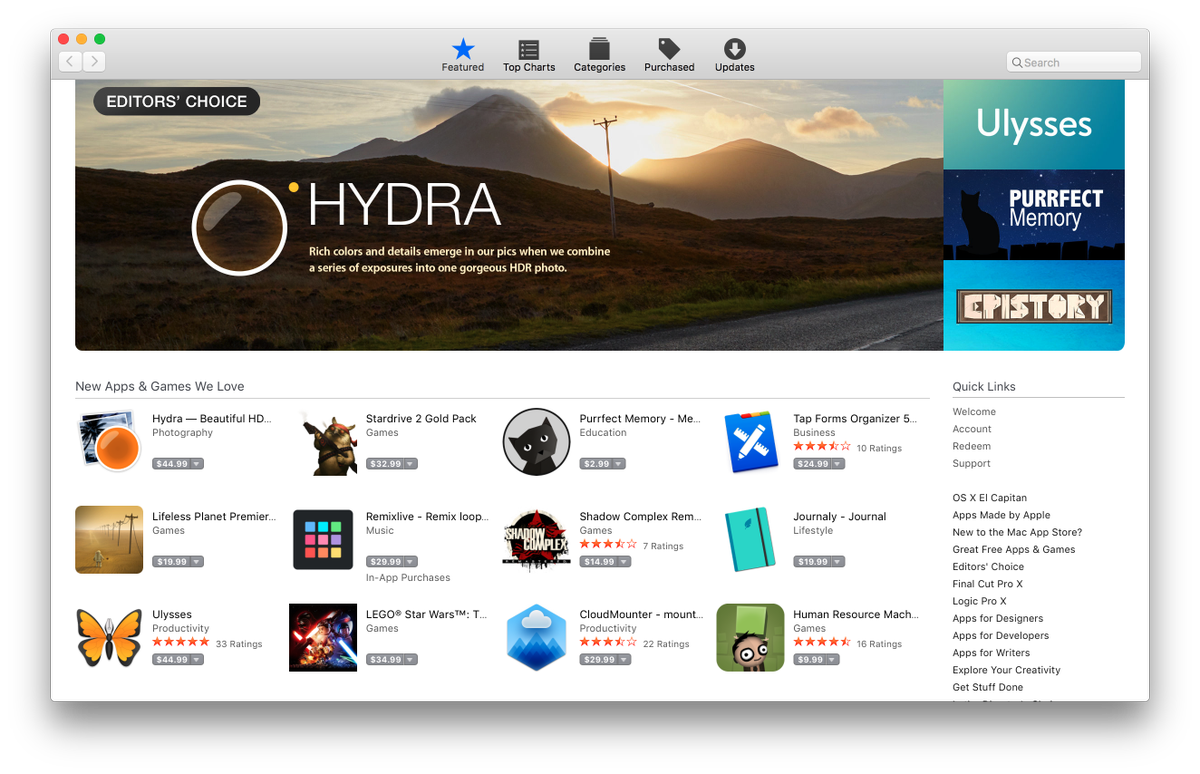 Featured
Top Charts
Categories
Purchased
Updates
Search
EDITORS' CHOICE
HYDRA
Rich colors and details emerge in our pics when we combine
a series of exposures into one gorgeous HDR photo.
Ulysses
PURRFECT
Memory
EPISTORY
New Apps & Games We Love
Hydra — Beautiful HD...
Photography
$44.99
Stardrive 2 Gold Pack
Games
$32.99
Purrfect Memory - Me...
Education
$2.99
Tap Forms Organizer 5...
Business
10 Ratings
$24.99
Lifeless Planet Premier...
Games
$19.99
Remixlive - Remix loop...
Music
$29.99
In-App Purchases
SHADOW
COMPLEX
Shadow Complex Rem...
Games
7 Ratings
$14.99
Journaly - Journal
Lifestyle
$19.99
Ulysses
Productivity
33 Ratings
$44.99
LEGO® Star Wars™: T...
Games
$34.99
CloudMounter - mount...
Productivity
22 Ratings
$29.99
Human Resource Mach...
Games
16 Ratings
$9.99
Quick Links
Welcome
Account
Redeem
Support
OS X El Capitan
Apps Made by Apple
New to the Mac App Store?
Great Free Apps & Games
Editors' Choice
Final Cut Pro X
Logic Pro X
Apps for Designers
Apps for Developers
Apps for Writers
Explore Your Creativity
Get Stuff Done